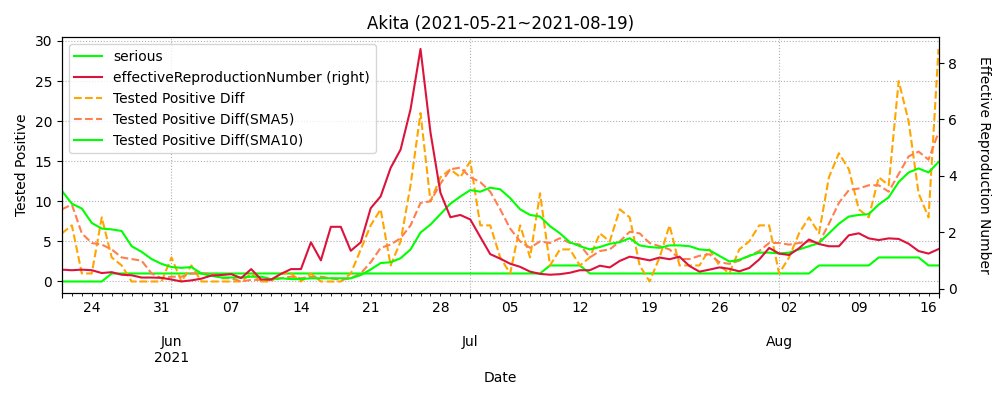 Akita (2021-05-21~2021-08-19)
serious
effectiveReproductionNumber (right)
Tested Positive Diff
Tested Positive Diff(SMA5)
Tested Positive Diff(SMA10)
Tested Positive
30
25
20
15
10
5
0
8
6
4
2
0
Effective Reproduction Number
24 31 07 14 21 28 05 12 19 26 02 09 16
Jun Jul Aug
2021
Date